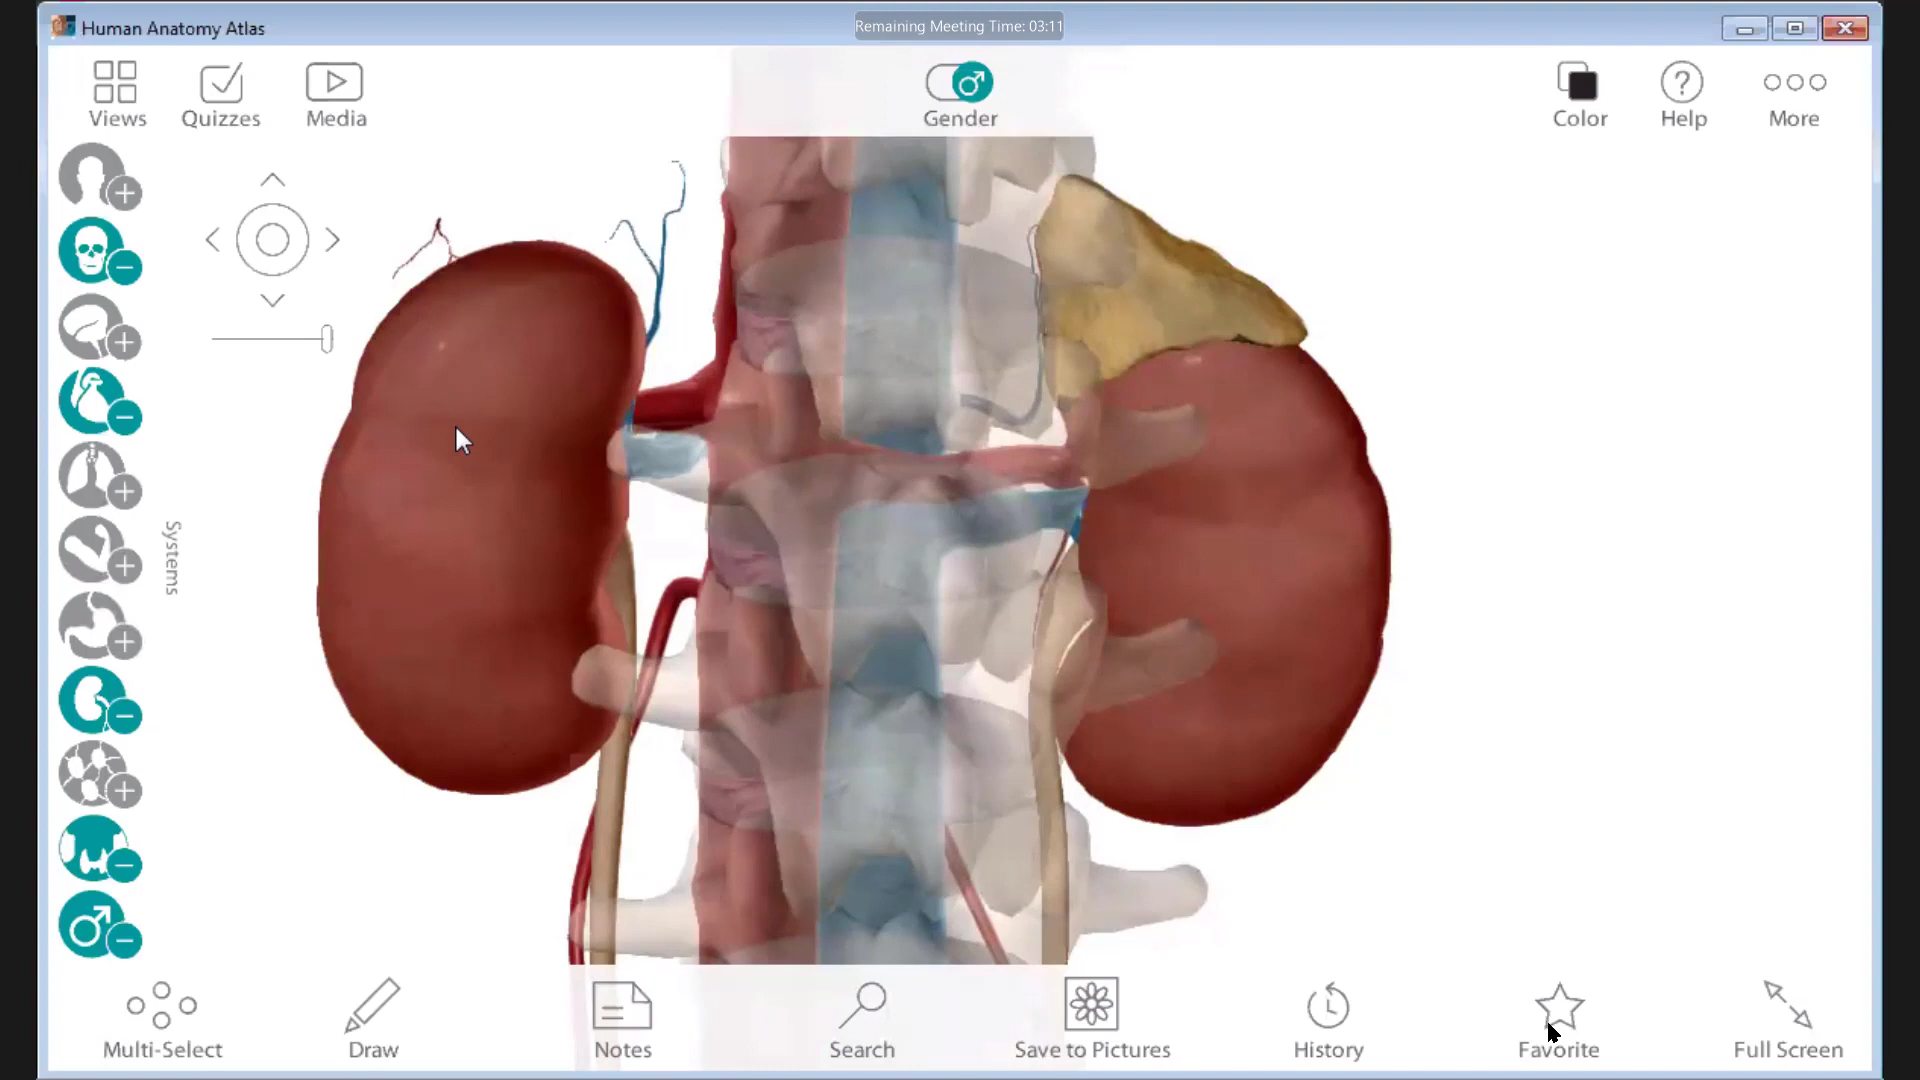 Human Anatomy Atlas
Remaining Meeting Time: 03:11
Views
Quizzes
Media
Gender
Color
Help
More
Systems
Multi-Select
Draw
Notes
Search
Save to Pictures
History
Favorite
Full Screen